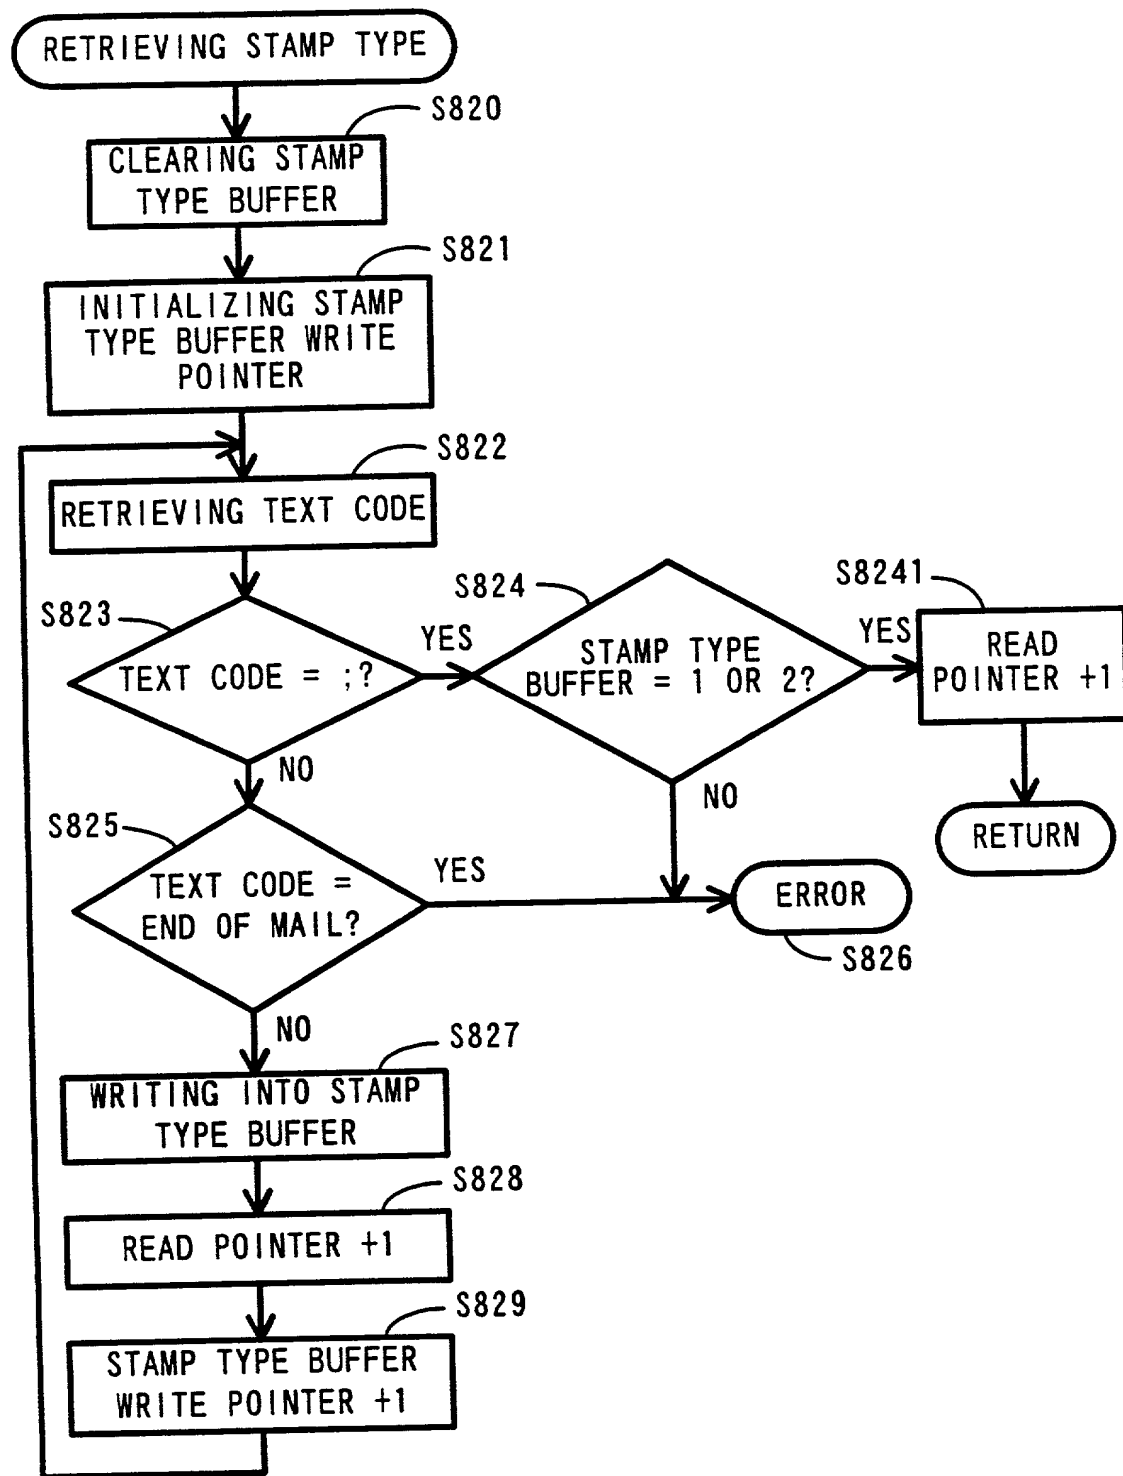 RETRIEVING STAMP TYPE
S820
CLEARING STAMP
TYPE BUFFER
S821
INITIALIZING STAMP
TYPE BUFFER WRITE
POINTER
S822
RETRIEVING TEXT CODE
S823
TEXT CODE = ;?
YES
NO
S824
STAMP TYPE
BUFFER = 1 OR 2?
YES
NO
S8241
READ
POINTER +1
RETURN
S825
TEXT CODE =
END OF MAIL?
YES
NO
ERROR
S826
S827
WRITING INTO STAMP
TYPE BUFFER
S828
READ POINTER +1
S829
STAMP TYPE BUFFER
WRITE POINTER +1